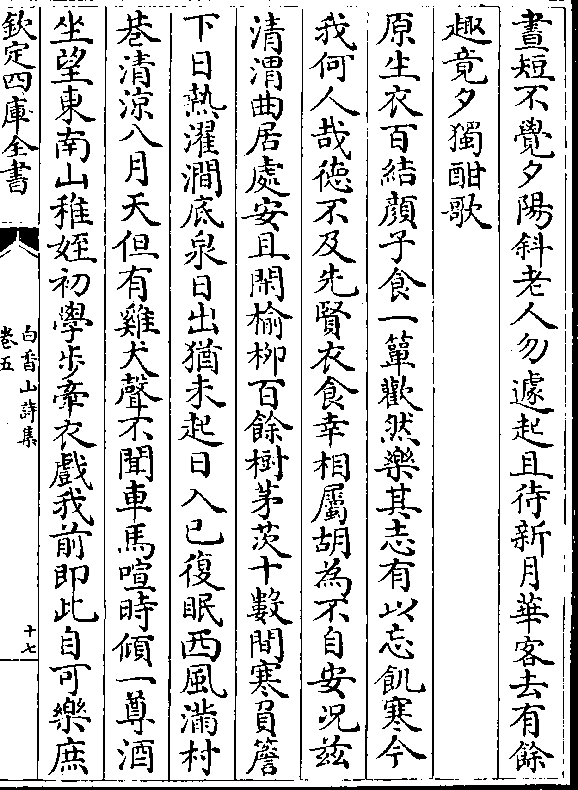 晝短不覺夕陽斜老人勿遽起且待新月華客去有餘
趣竟夕獨酣歌
原生衣百結顔子食一簞歡然樂其志有以忘飢寒今
我何人哉德不及先賢衣食幸相屬胡為不自安況兹
清渭曲居處安且閑榆柳百餘樹茅茨十數間寒負簷
下日熱濯澗底泉日出猶未起日入已復眠西風滿村
巷清涼八月天但有雞犬聲不聞車馬喧時傾一尊酒
坐望東南山稚姪初學步牽衣戲我前即此自可樂庶
欽定四庫全書
白香山詩集
卷五
十七